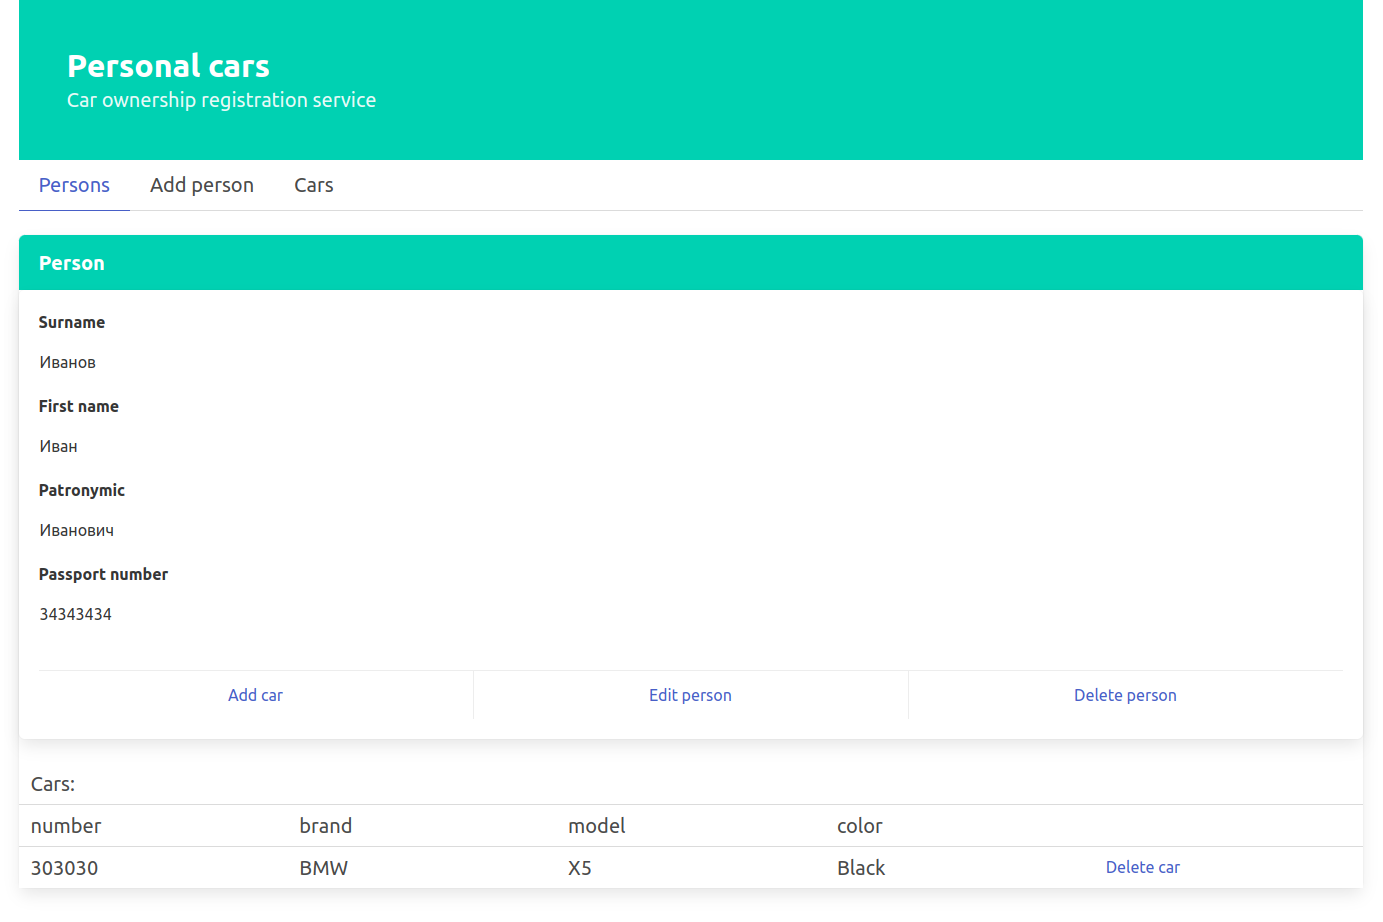 Personal cars
Car ownership registration service
Persons Add person Cars
Person
Surname
Иванов
First name
Иван
Patronymic
Иванович
Passport number
34343434
Add car Edit person Delete person
Cars:
number brand model color
303030 BMW X5 Black Delete car